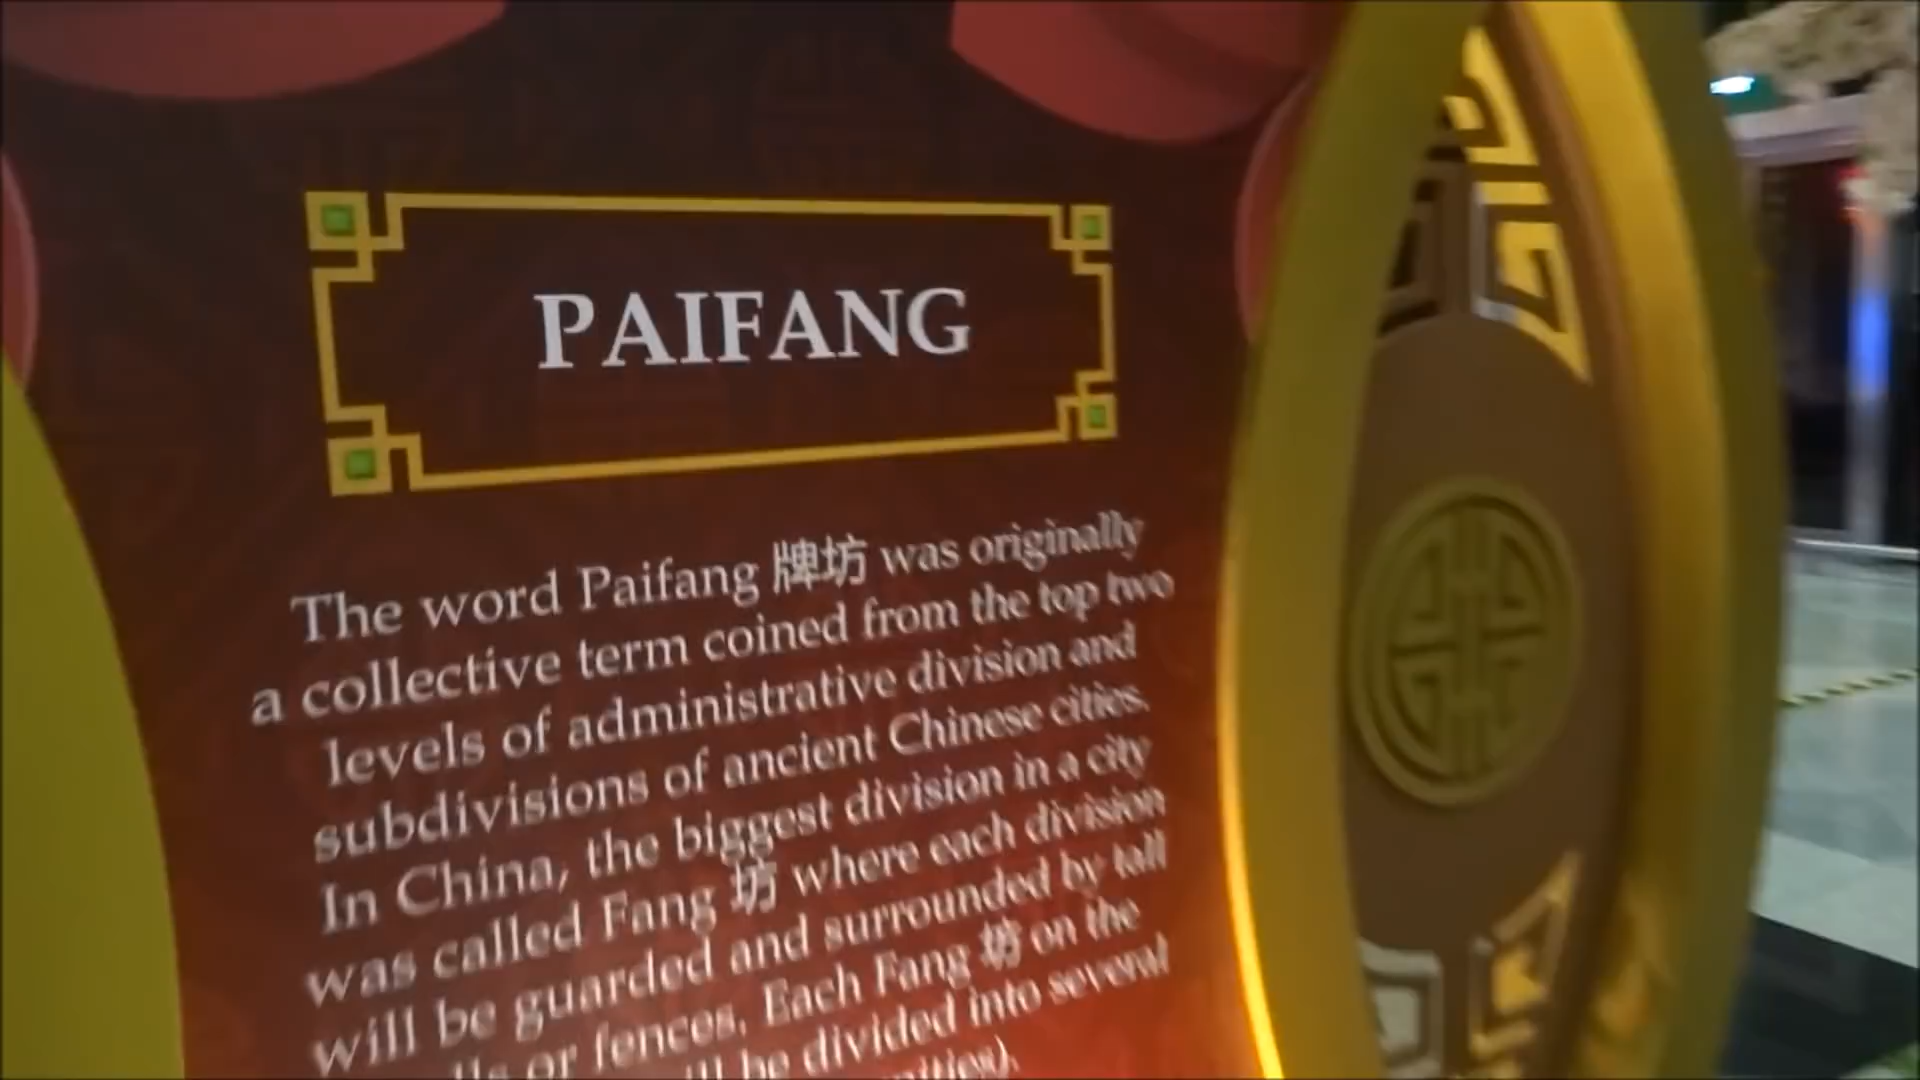 PAIFANG
The word Paifang 牌坊 was originally
a collective term coined from the top two
levels of administrative division and
subdivisions of ancient Chinese cities.
In China, the biggest division in a city
was called Fang 坊 where each division
will be guarded and surrounded by tall
or fences. Each Fang 坊 on the
be divided into several